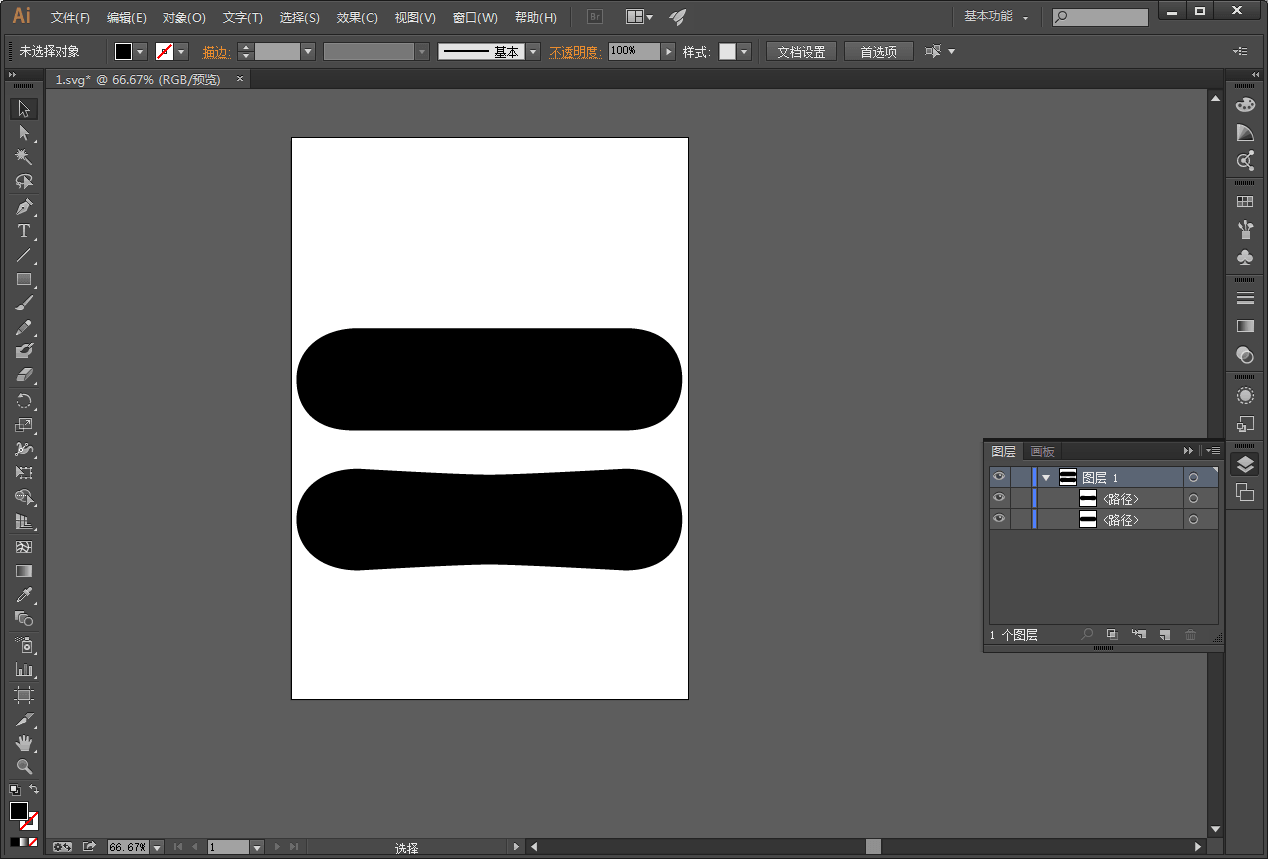 Ai 文件(F) 编辑(E) 对象(O) 文字(T) 选择(S) 效果(C) 视图(V) 窗口(W) 帮助(H) Br 基本功能
未选择对象 描边: 基本 不透明度: 100% 样式: 文档设置 首选项
1.svg* @ 66.67% (RGB/预览) ×
T
图层 画板
图层 1
<路径>
<路径>
1 个图层
66.67% 1 选择